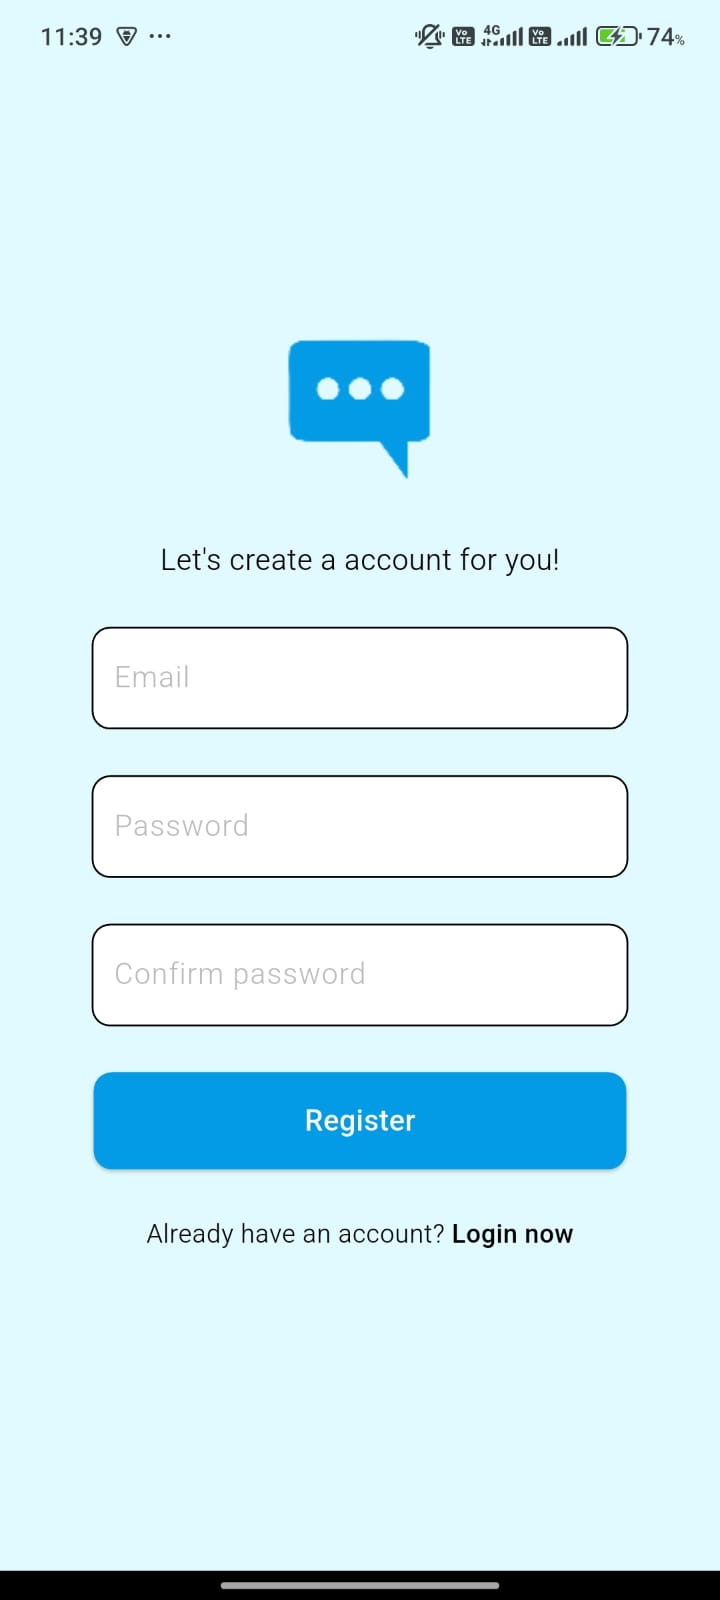 11:39 ... Vo LTE 4G Vo LTE 74%
Let's create a account for you!
Email
Password
Confirm password
Register
Already have an account? Login now